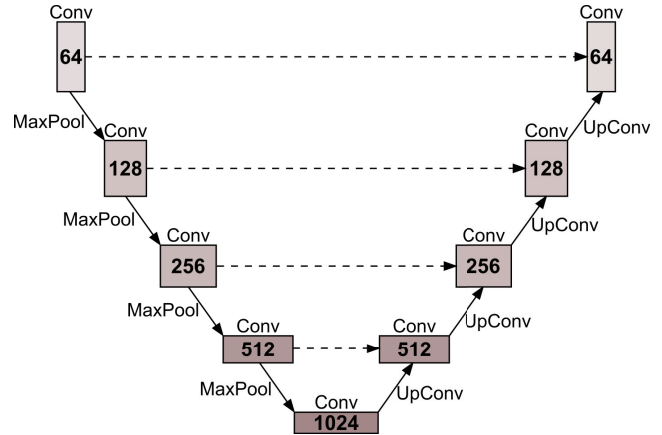 Conv Conv
64 64
MaxPool UpConv
Conv Conv
128 128
MaxPool UpConv
Conv Conv
256 256
MaxPool UpConv
Conv Conv
512 512
MaxPool UpConv
Conv
1024